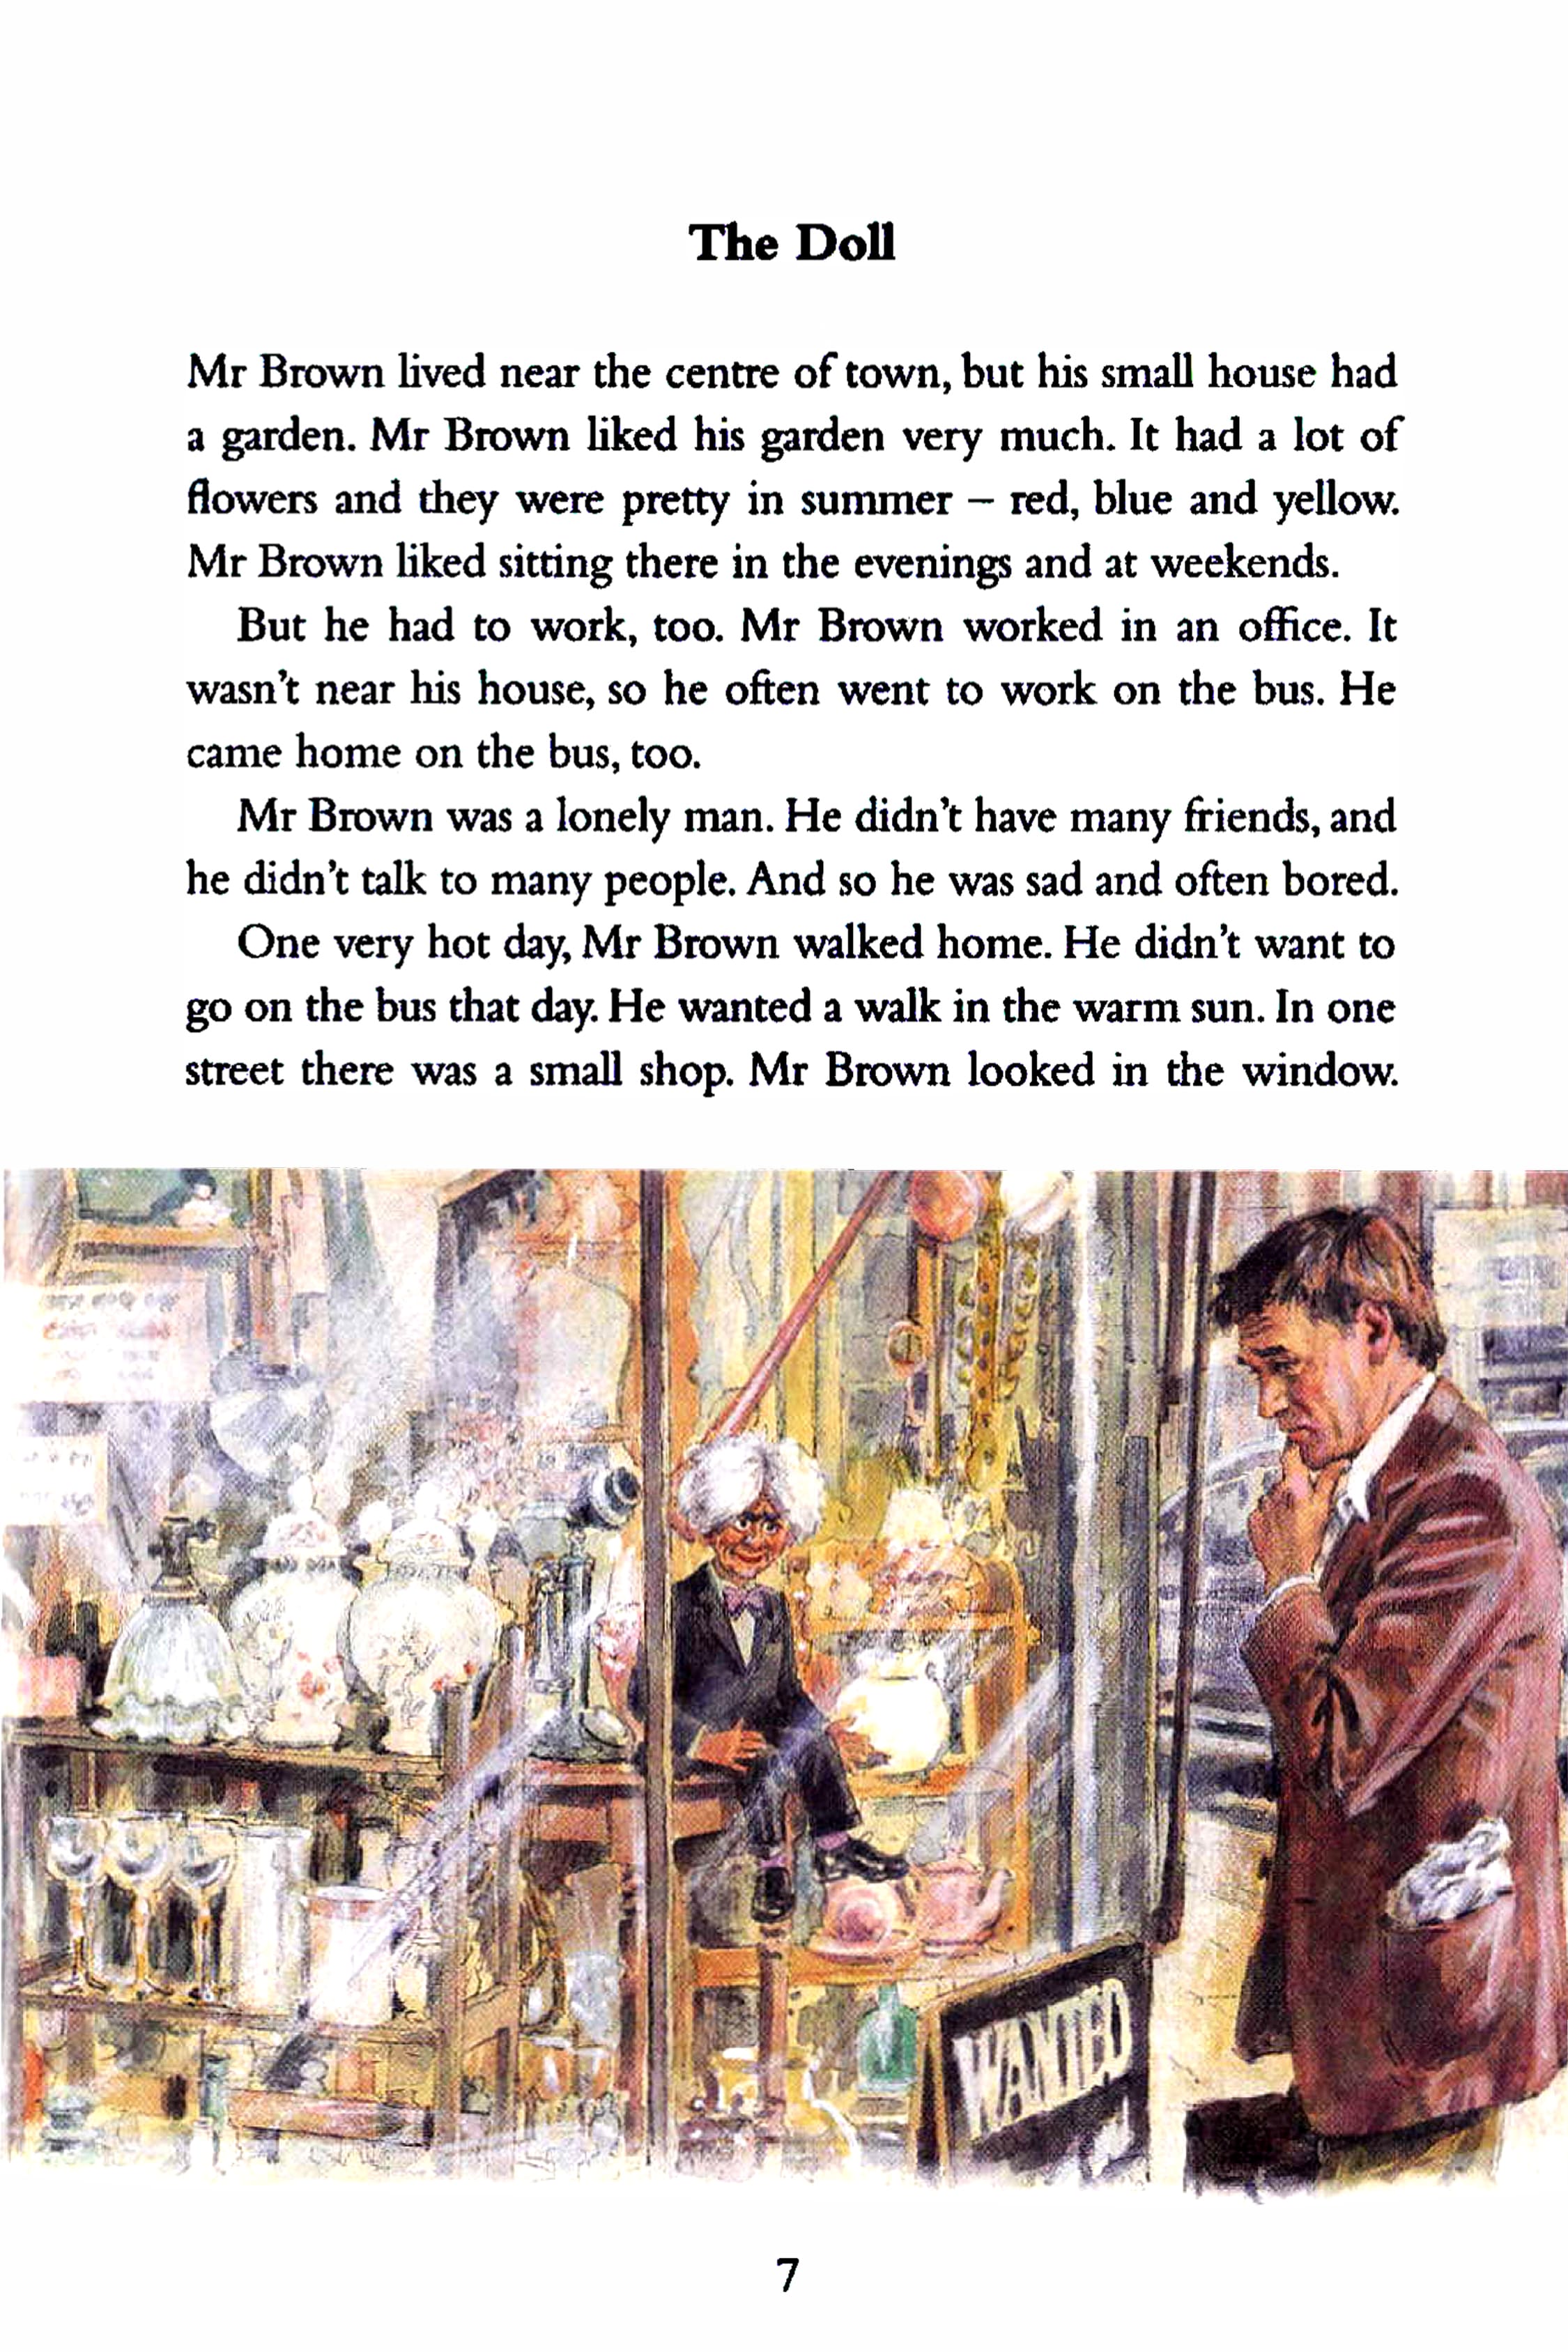 The Doll
Mr Brown lived near the centre of town, but his small house had
a garden. Mr Brown liked his garden very much. It had a lot of
flowers and they were pretty in summer – red, blue and yellow.
Mr Brown liked sitting there in the evenings and at weekends.
But he had to work, too. Mr Brown worked in an office. It
wasn't near his house, so he often went to work on the bus. He
came home on the bus, too.
Mr Brown was a lonely man. He didn't have many friends, and
he didn't talk to many people. And so he was sad and often bored.
One very hot day, Mr Brown walked home. He didn't want to
go on the bus that day. He wanted a walk in the warm sun. In one
street there was a small shop. Mr Brown looked in the window.
WANTED
7